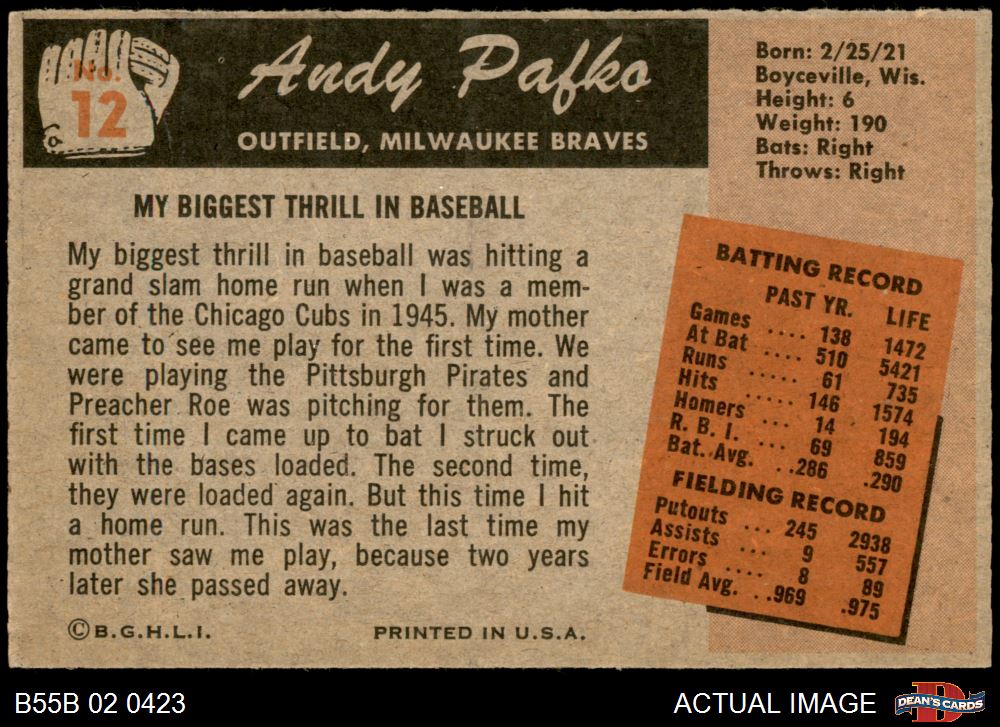 No.
12
Andy Pafko
OUTFIELD, MILWAUKEE BRAVES
Born: 2/25/21
Boyceville, Wis.
Height: 6
Weight: 190
Bats: Right
Throws: Right
MY BIGGEST THRILL IN BASEBALL
My biggest thrill in baseball was hitting a
grand slam home run when I was a mem-
ber of the Chicago Cubs in 1945. My mother
came to see me play for the first time. We
were playing the Pittsburgh Pirates and
Preacher Roe was pitching for them. The
first time I came up to bat I struck out
with the bases loaded. The second time,
they were loaded again. But this time I hit
a home run. This was the last time my
mother saw me play, because two years
later she passed away.
© B.G.H.L.I. PRINTED IN U.S.A.
BATTING RECORD
PAST YR. LIFE
Games .... 138 1472
At Bat .... 510 5421
Runs ..... 61 735
Hits ..... 146 1574
Homers ... 14 194
R. B. I. ... 69 859
Bat. Avg. ..286 .290
FIELDING RECORD
Putouts ... 245 2938
Assists ... 9 557
Errors .... 8 89
Field Avg. ..969 .975
B55B 02 0423
ACTUAL IMAGE
D
DEAN'S CARDS